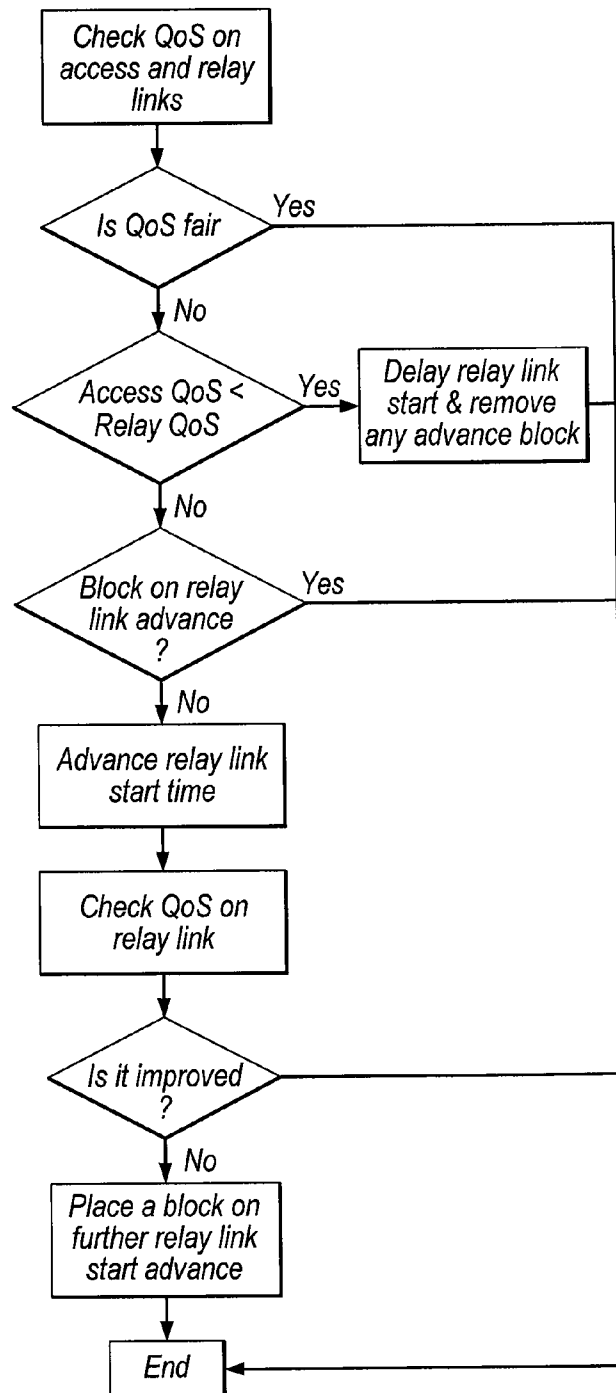 Check QoS on
access and relay
links
Is QoS fair
Yes
No
Access QoS <
Relay QoS
Yes
Delay relay link
start & remove
any advance block
No
Block on relay
link advance
?
Yes
No
Advance relay link
start time
Check QoS on
relay link
Is it improved
?
No
Place a block on
further relay link
start advance
End